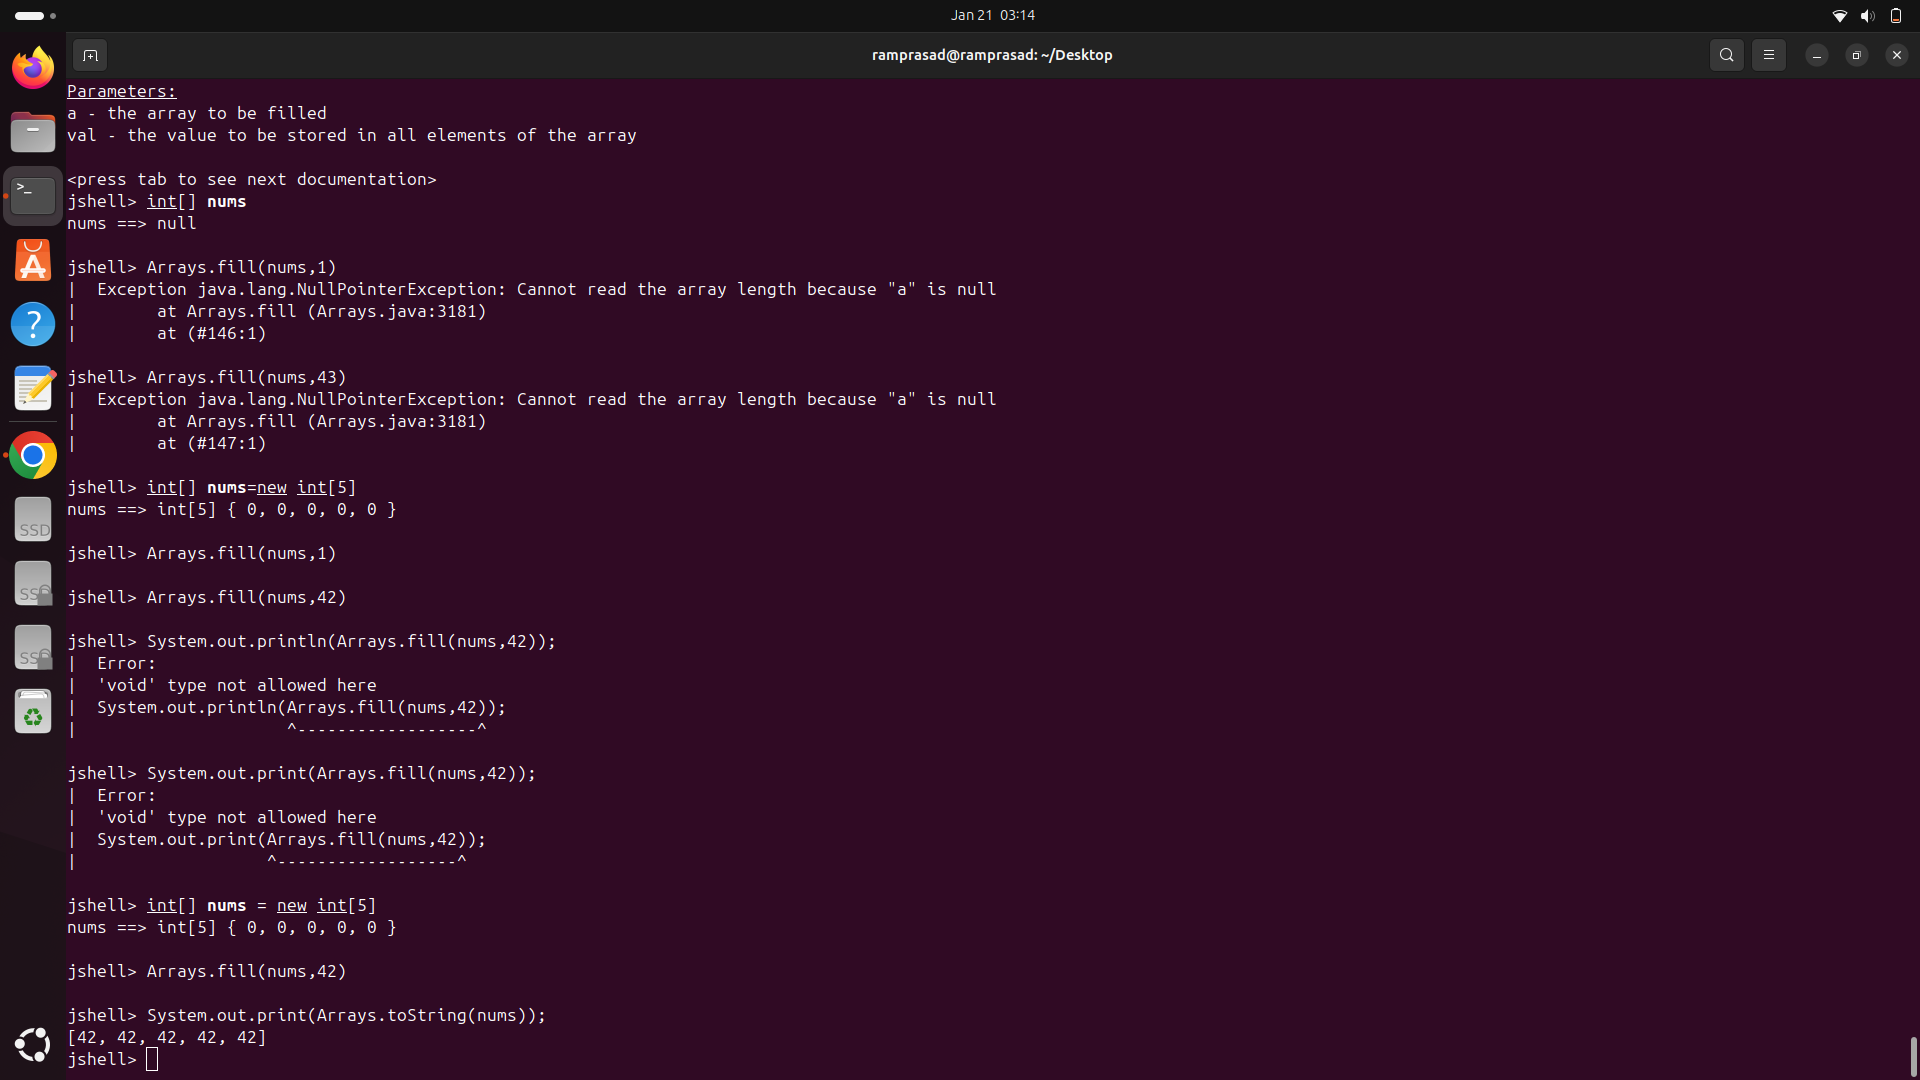 Jan 21 03:14
ramprasad@ramprasad: ~/Desktop
Parameters:
a - the array to be filled
val - the value to be stored in all elements of the array
<press tab to see next documentation>
jshell> int[] nums
nums ==> null
jshell> Arrays.fill(nums,1)
|  Exception java.lang.NullPointerException: Cannot read the array length because "a" is null
|        at Arrays.fill (Arrays.java:3181)
|        at (#146:1)
jshell> Arrays.fill(nums,43)
|  Exception java.lang.NullPointerException: Cannot read the array length because "a" is null
|        at Arrays.fill (Arrays.java:3181)
|        at (#147:1)
jshell> int[] nums=new int[5]
nums ==> int[5] { 0, 0, 0, 0, 0 }
jshell> Arrays.fill(nums,1)
jshell> Arrays.fill(nums,42)
jshell> System.out.println(Arrays.fill(nums,42));
|  Error:
|  'void' type not allowed here
|  System.out.println(Arrays.fill(nums,42));
|                     ^------------------^
jshell> System.out.print(Arrays.fill(nums,42));
|  Error:
|  'void' type not allowed here
|  System.out.print(Arrays.fill(nums,42));
|                   ^------------------^
jshell> int[] nums = new int[5]
nums ==> int[5] { 0, 0, 0, 0, 0 }
jshell> Arrays.fill(nums,42)
jshell> System.out.print(Arrays.toString(nums));
[42, 42, 42, 42, 42]
jshell>
>_
A
?
SSD
SSD
SSD